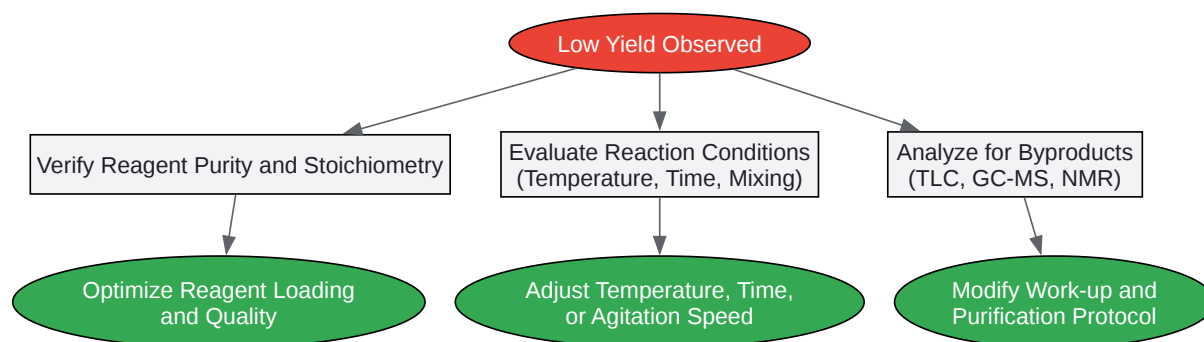 Low Yield Observed
Verify Reagent Purity and Stoichiometry
Evaluate Reaction Conditions
(Temperature, Time, Mixing)
Analyze for Byproducts
(TLC, GC-MS, NMR)
Optimize Reagent Loading
and Quality
Adjust Temperature, Time,
or Agitation Speed
Modify Work-up and
Purification Protocol